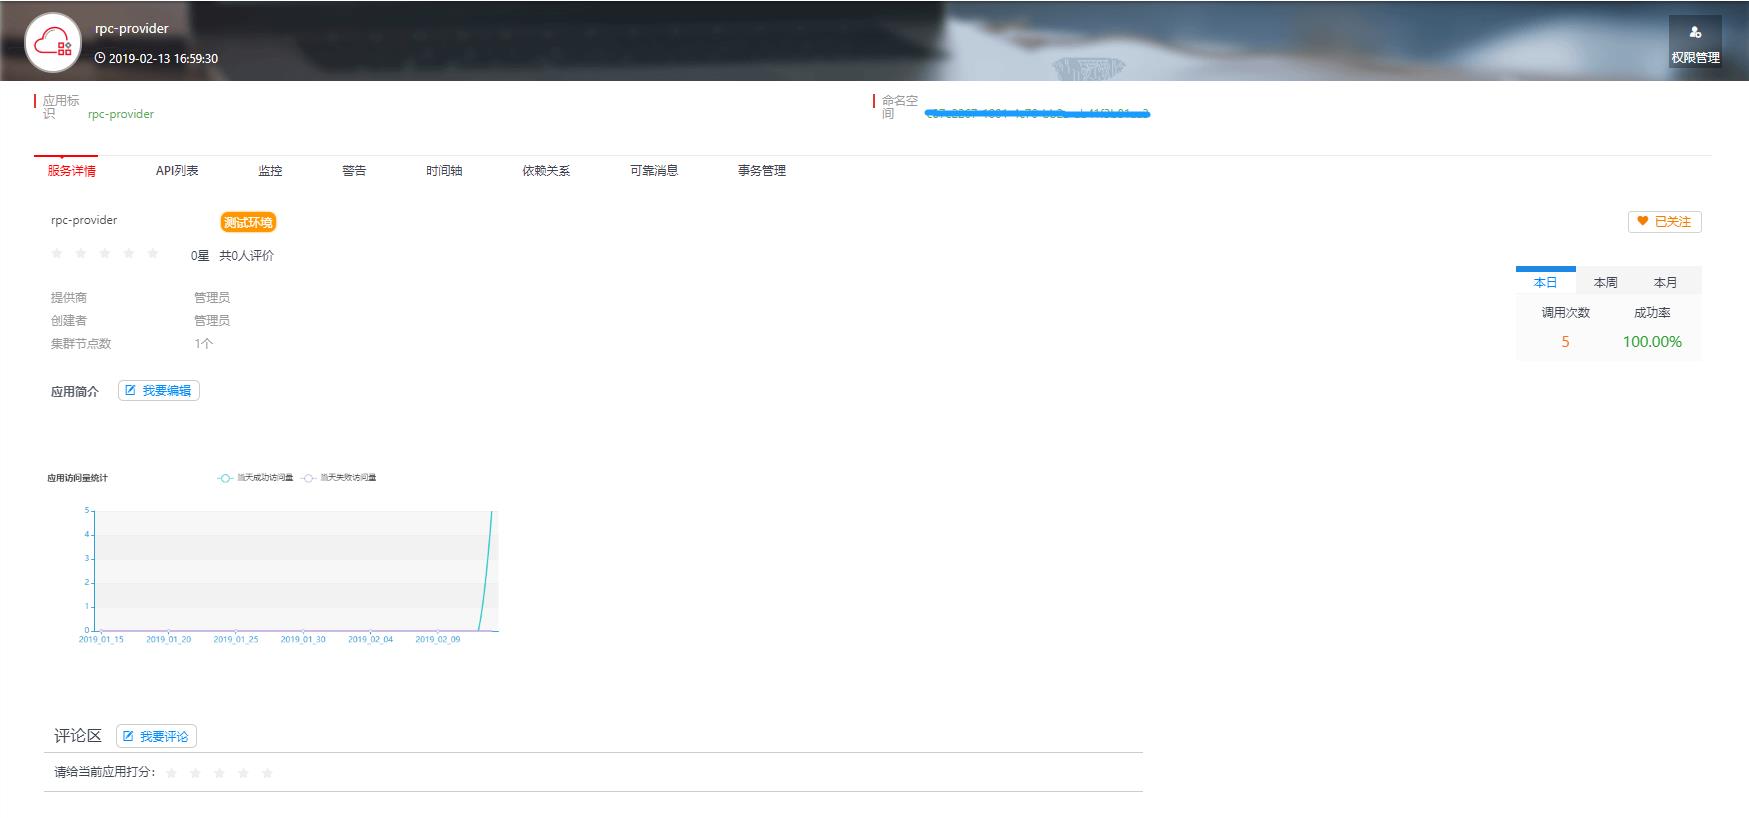 rpc-provider
2019-02-13 16:59:30
权限管理
应用标识
rpc-provider
命名空间
服务详情
API列表
监控
警告
时间轴
依赖关系
可靠消息
事务管理
rpc-provider
测试环境
已关注
0星 共0人评价
本日
本周
本月
提供商 管理员
创建者 管理员
集群节点数 1个
调用次数
成功率
5
100.00%
应用简介
我要编辑
应用访问量统计
当天成功访问量
当天失败访问量
5
4
3
2
1
0
2019_01_15
2019_01_20
2019_01_25
2019_01_30
2019_02_04
2019_02_09
评论区
我要评论
请给当前应用打分：